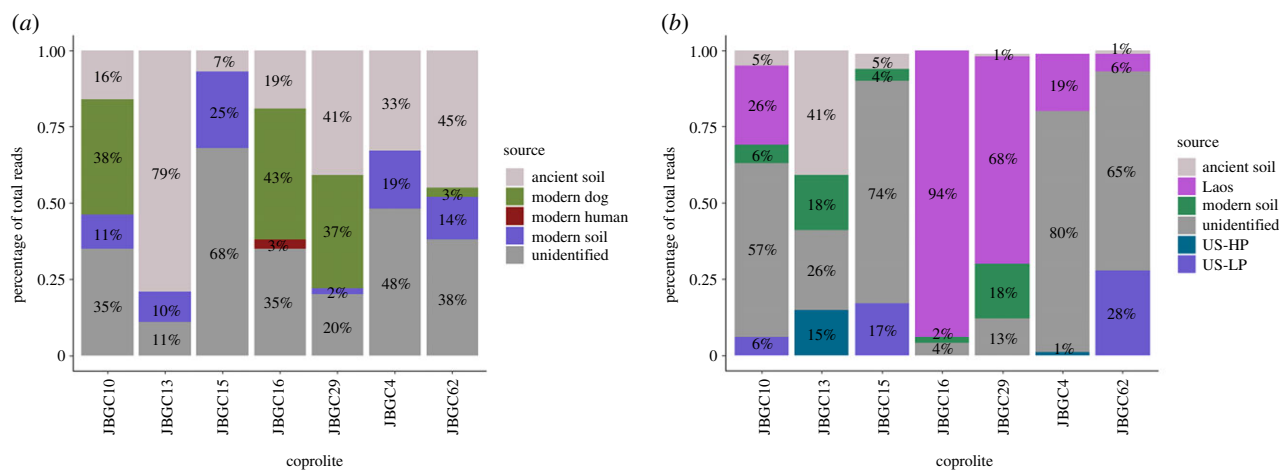 (a)
percentage of total reads
1.00
0.75
0.50
0.25
0
16%
38%
11%
35%
79%
10%
11%
7%
25%
68%
19%
43%
3%
35%
41%
37%
2%
20%
33%
19%
48%
45%
3%
14%
38%
JBGC10
JBGC13
JBGC15
JBGC16
JBGC29
JBGC4
JBGC62
coprolite
source
ancient soil
modern dog
modern human
modern soil
unidentified
(b)
percentage of total reads
1.00
0.75
0.50
0.25
0
5%
26%
6%
57%
6%
41%
18%
26%
15%
5%
4%
74%
17%
94%
2%
4%
1%
68%
18%
13%
19%
80%
1%
1%
6%
65%
28%
JBGC10
JBGC13
JBGC15
JBGC16
JBGC29
JBGC4
JBGC62
coprolite
source
ancient soil
Laos
modern soil
unidentified
US-HP
US-LP